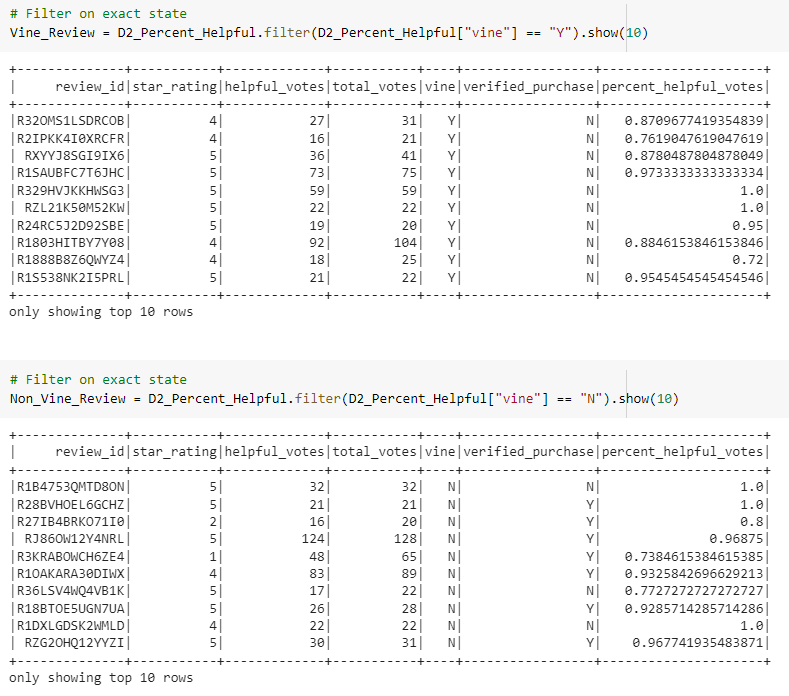 # Filter on exact state
Vine_Review = D2_Percent_Helpful.filter(D2_Percent_Helpful["vine"] == "Y").show(10)
+--------------+-----------+-------------+-----------+----+-----------------+---------------------+
|     review_id|star_rating|helpful_votes|total_votes|vine|verified_purchase|percent_helpful_votes|
+--------------+-----------+-------------+-----------+----+-----------------+---------------------+
|R32OMS1LSDRCOB|          4|           27|         31|   Y|                N|   0.8709677419354839|
|R2IPKK4I0XRCFR|          4|           16|         21|   Y|                N|   0.7619047619047619|
| RXYYJ8SGI9IX6|          5|           36|         41|   Y|                N|   0.8780487804878049|
|R1SAUBFC7T6JHC|          5|           73|         75|   Y|                N|   0.9733333333333334|
|R329HVJKKHWSG3|          5|           59|         59|   Y|                N|                  1.0|
| RZL21K50M52KW|          5|           22|         22|   Y|                N|                  1.0|
|R24RC5J2D92SBE|          5|           19|         20|   Y|                N|                 0.95|
|R1803HITBY7Y08|          4|           92|        104|   Y|                N|   0.8846153846153846|
|R1888B8Z6QWYZ4|          4|           18|         25|   Y|                N|                 0.72|
|R1S538NK2I5PRL|          5|           21|         22|   Y|                N|   0.9545454545454546|
+--------------+-----------+-------------+-----------+----+-----------------+---------------------+
only showing top 10 rows
# Filter on exact state
Non_Vine_Review = D2_Percent_Helpful.filter(D2_Percent_Helpful["vine"] == "N").show(10)
+--------------+-----------+-------------+-----------+----+-----------------+---------------------+
|     review_id|star_rating|helpful_votes|total_votes|vine|verified_purchase|percent_helpful_votes|
+--------------+-----------+-------------+-----------+----+-----------------+---------------------+
|R1B4753QMTD8ON|          5|           32|         32|   N|                N|                  1.0|
|R28BVHOEL6GCHZ|          5|           21|         21|   N|                Y|                  1.0|
|R27IB4BRKO71I0|          2|           16|         20|   N|                Y|                  0.8|
| RJ86OW12Y4NRL|          5|          124|        128|   N|                Y|              0.96875|
|R3KRABOWCH6ZE4|          1|           48|         65|   N|                Y|   0.7384615384615385|
|R1OAKARA30DIWX|          4|           83|         89|   N|                Y|   0.9325842696629213|
|R36LSV4WQ4VB1K|          5|           17|         22|   N|                N|   0.7727272727272727|
|R18BTOE5UGN7UA|          5|           26|         28|   N|                Y|   0.9285714285714286|
|R1DXLGDSK2WMLD|          4|           22|         22|   N|                N|                  1.0|
| RZG2OHQ12YYZI|          5|           30|         31|   N|                Y|    0.967741935483871|
+--------------+-----------+-------------+-----------+----+-----------------+---------------------+
only showing top 10 rows